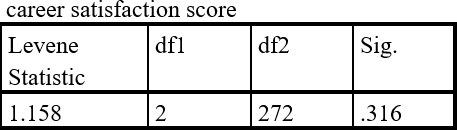 career satisfaction score
Levene Statistic df1 df2 Sig.
1.158 2 272 .316